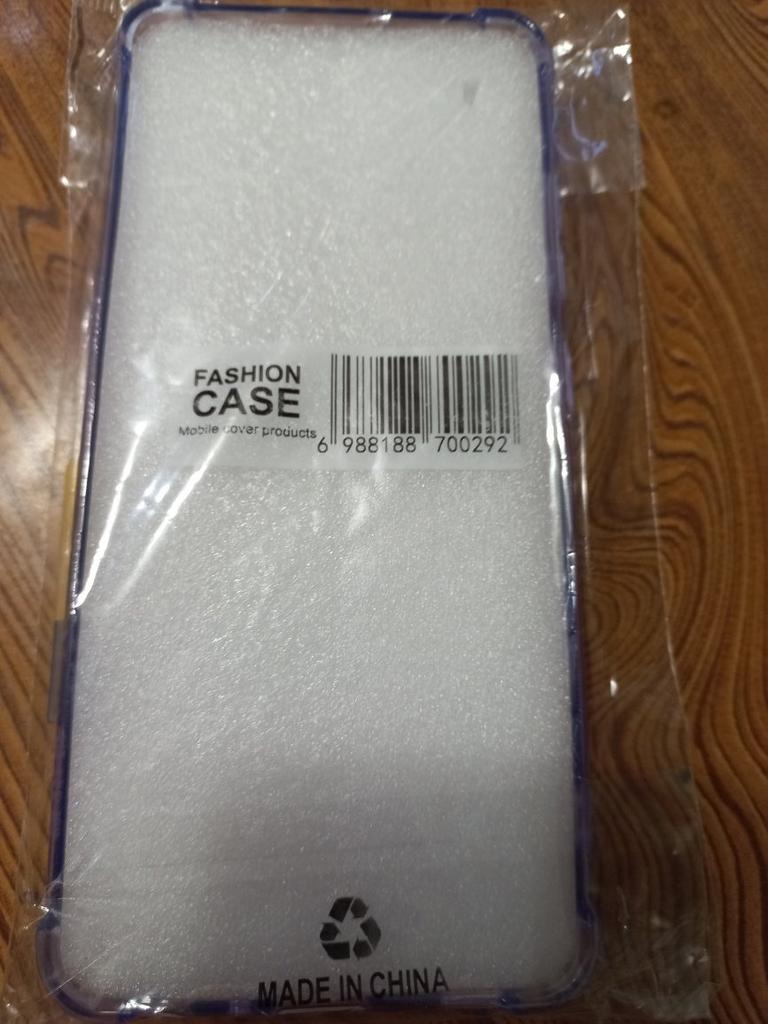 FASHION
CASE
Mobile cover products
6 988188 700292
MADE IN CHINA